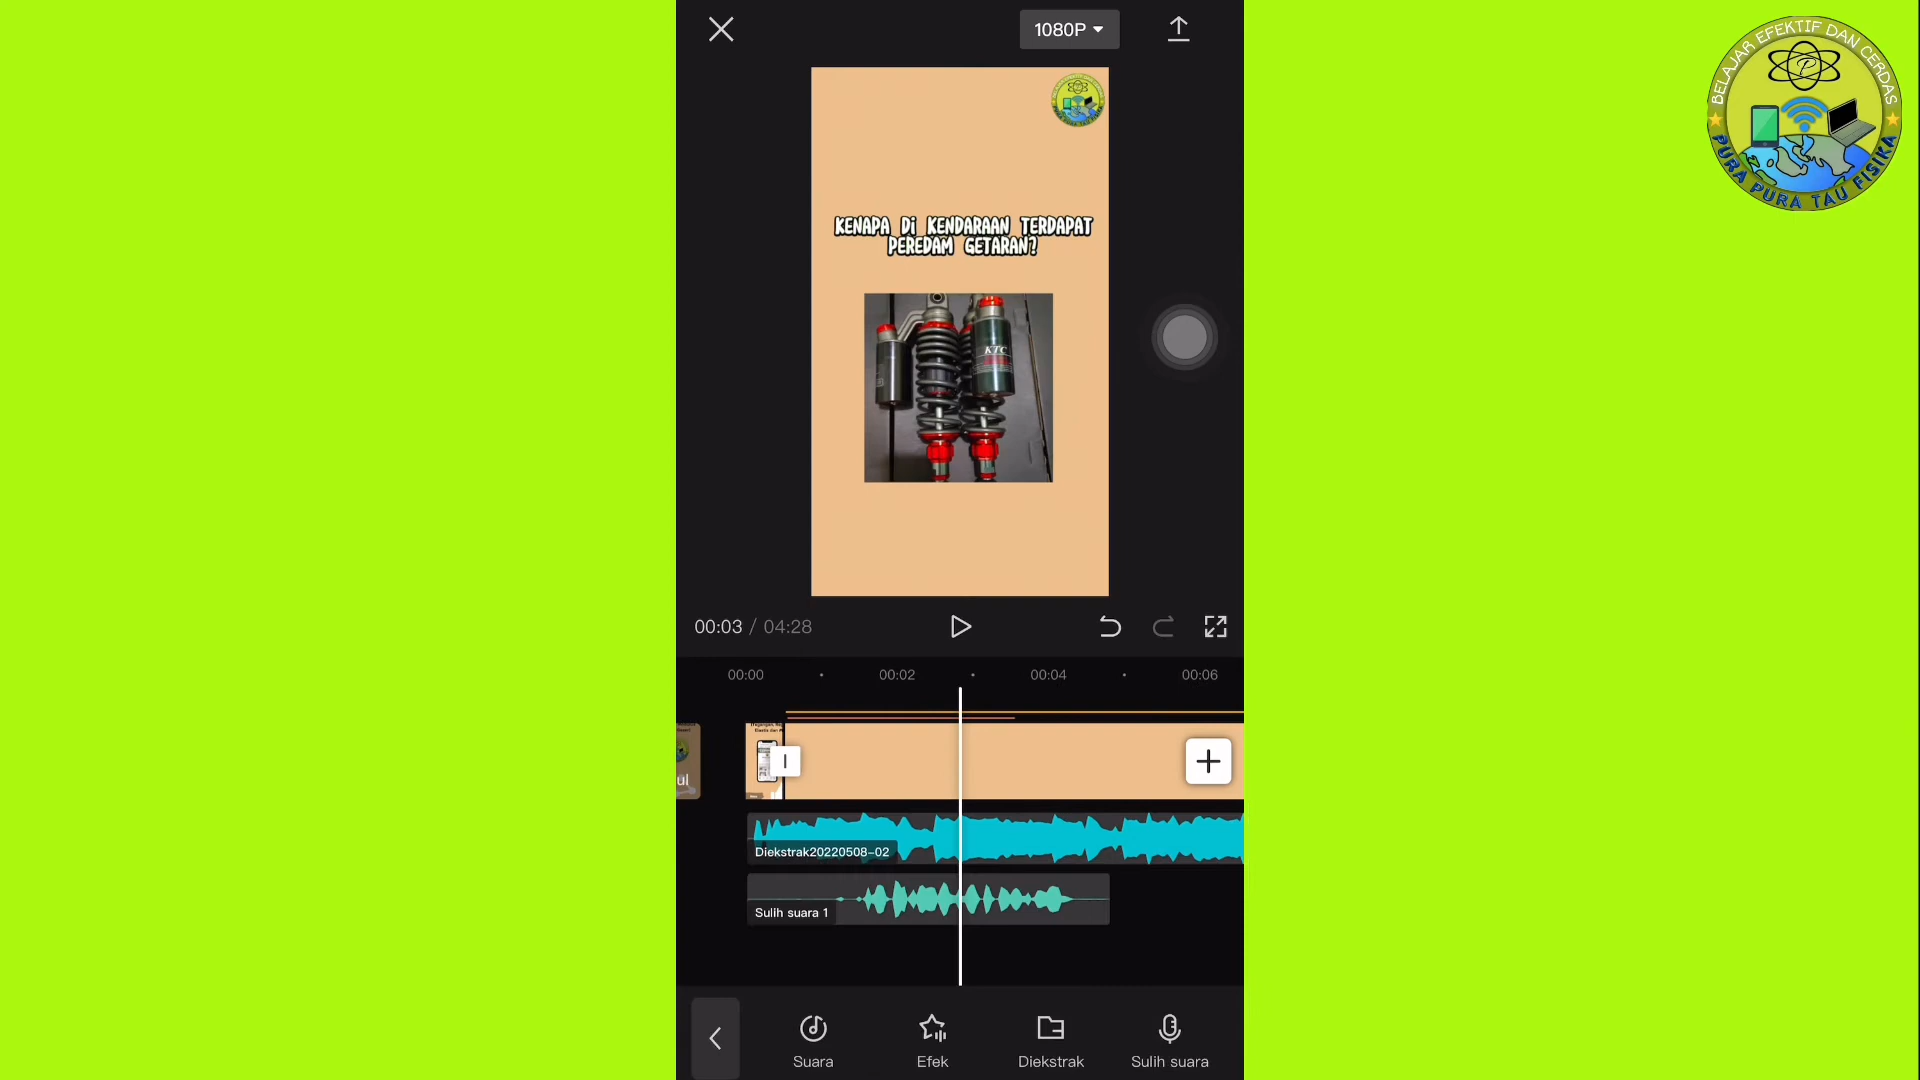 1080P
BELAJAR EFEKTIF DAN CERDAS
P
PURA PURA TAU FISIKA
KENAPA Di KENDARAAN TERDAPAT
PEREDAM GETARAN?
KTC
00:03 / 04:28
00:00
00:02
00:04
00:06
ul
Diekstrak20220508-02
Sulih suara 1
Suara
Efek
Diekstrak
Sulih suara